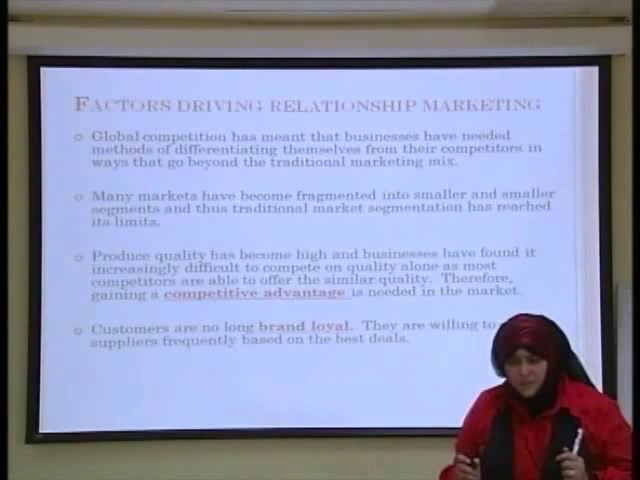 FACTORS DRIVING RELATIONSHIP MARKETING
Global competition has meant that businesses have needed
methods of differentiating themselves from their competitors in
ways that go beyond the traditional marketing mix.
Many markets have become fragmented into smaller and smaller
segments and thus traditional market segmentation has reached
its limits.
Produce quality has become high and businesses have found it
increasingly difficult to compete on quality alone as most
competitors are able to offer the similar quality. Therefore,
gaining a competitive advantage is needed in the market.
Customers are no long brand loyal. They are willing to
suppliers frequently based on the best deals.